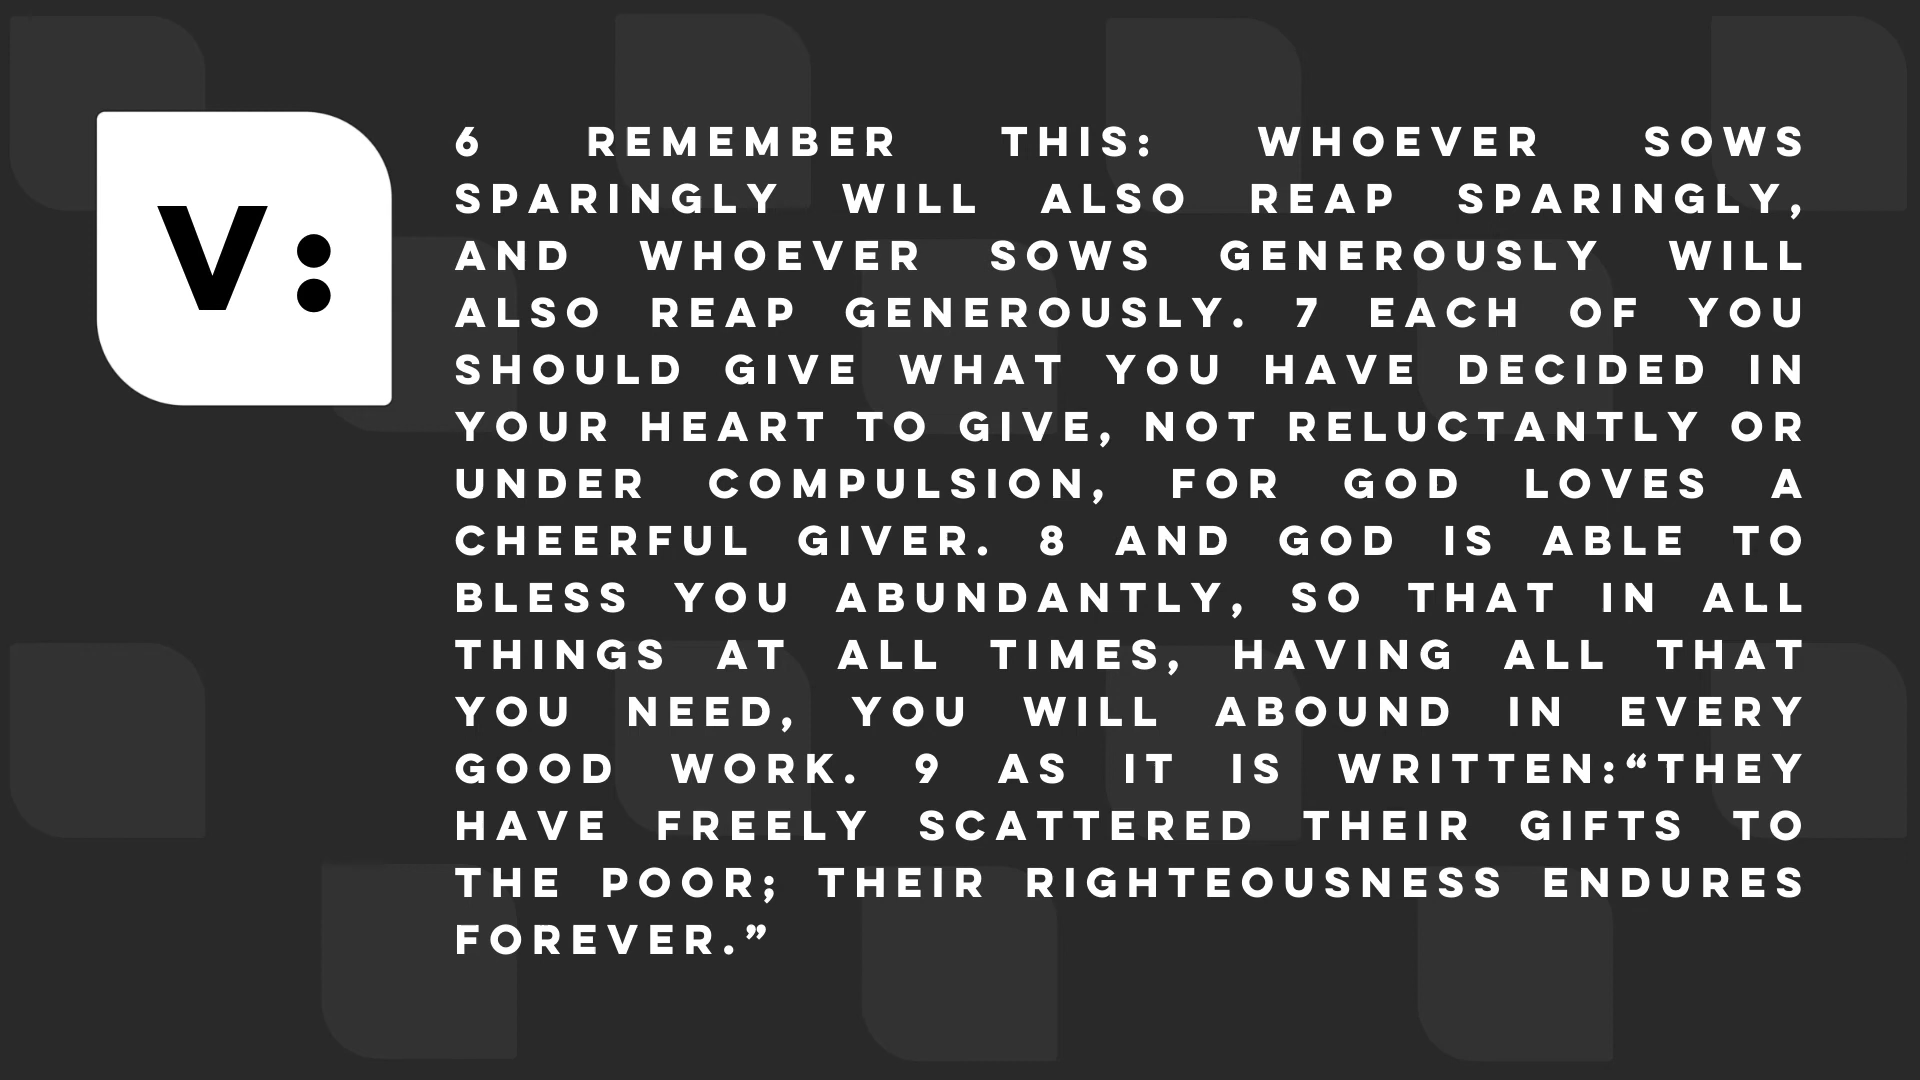 V:
6 REMEMBER THIS: WHOEVER SOWS
SPARINGLY WILL ALSO REAP SPARINGLY,
AND WHOEVER SOWS GENEROUSLY WILL
ALSO REAP GENEROUSLY. 7 EACH OF YOU
SHOULD GIVE WHAT YOU HAVE DECIDED IN
YOUR HEART TO GIVE, NOT RELUCTANTLY OR
UNDER COMPULSION, FOR GOD LOVES A
CHEERFUL GIVER. 8 AND GOD IS ABLE TO
BLESS YOU ABUNDANTLY, SO THAT IN ALL
THINGS AT ALL TIMES, HAVING ALL THAT
YOU NEED, YOU WILL ABOUND IN EVERY
GOOD WORK. 9 AS IT IS WRITTEN:“THEY
HAVE FREELY SCATTERED THEIR GIFTS TO
THE POOR; THEIR RIGHTEOUSNESS ENDURES
FOREVER.”